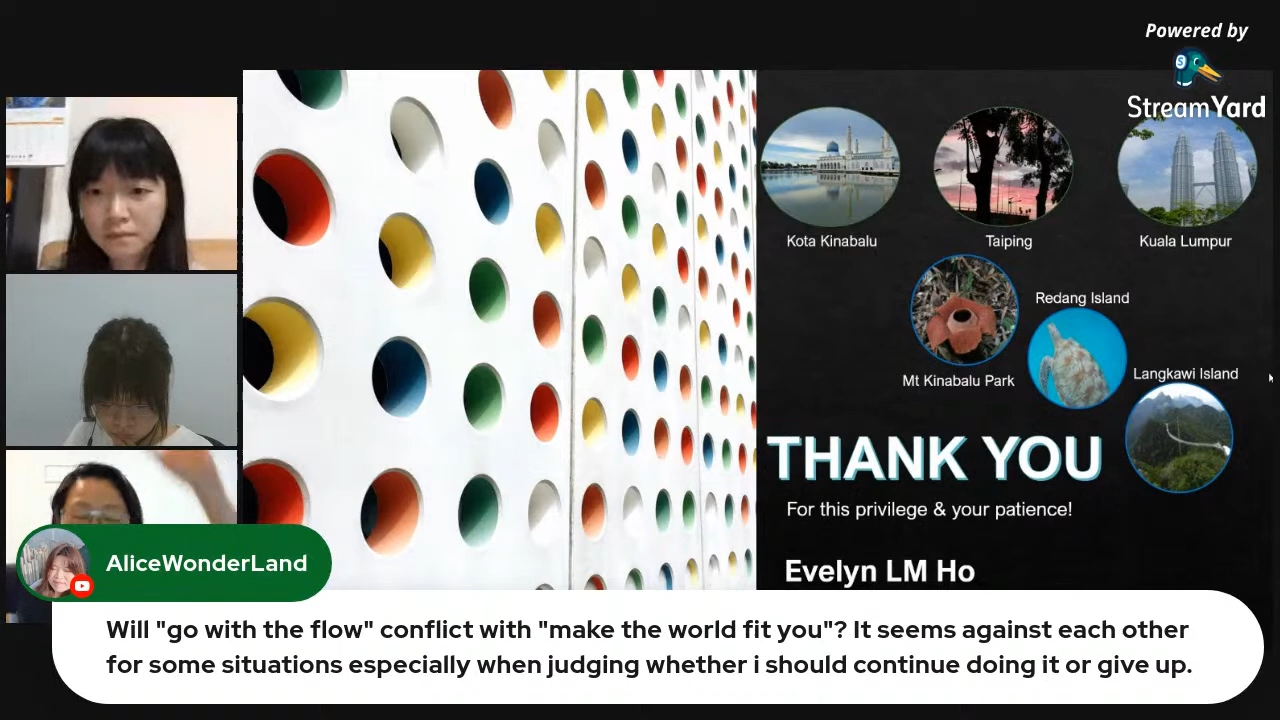 Powered by
StreamYard
Kota Kinabalu
Taiping
Kuala Lumpur
Redang Island
Mt Kinabalu Park
Langkawi Island
THANK YOU
For this privilege & your patience!
Evelyn LM Ho
AliceWonderLand
Will "go with the flow" conflict with "make the world fit you"? It seems against each other
for some situations especially when judging whether i should continue doing it or give up.